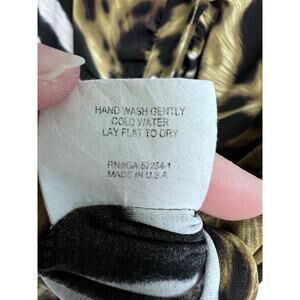 HAND WASH GENTLY
COLD WATER
LAY FLAT TO DRY
RN#GA 57254-1
MADE IN U.S.A